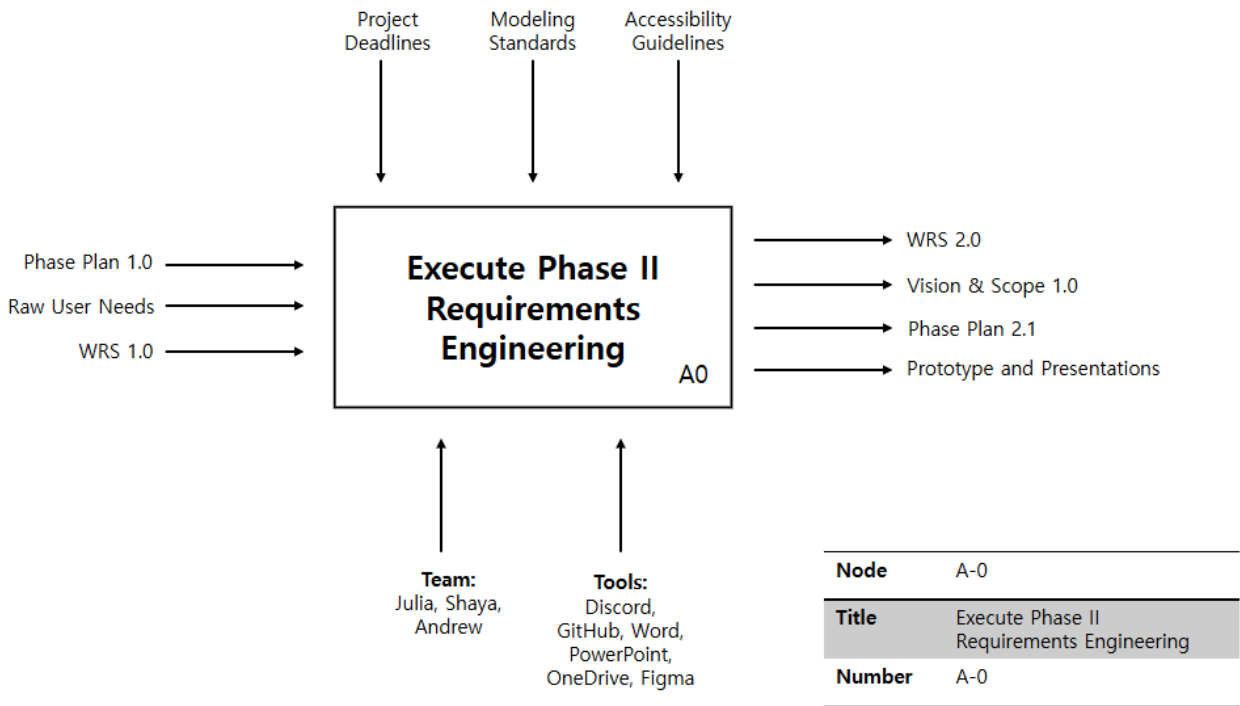 Project
Deadlines
Modeling
Standards
Accessibility
Guidelines
Phase Plan 1.0
Raw User Needs
WRS 1.0
Execute Phase II
Requirements
Engineering
A0
WRS 2.0
Vision & Scope 1.0
Phase Plan 2.1
Prototype and Presentations
Team:
Julia, Shaya,
Andrew
Tools:
Discord,
GitHub, Word,
PowerPoint,
OneDrive, Figma
Node A-0
Title Execute Phase II
Requirements Engineering
Number A-0